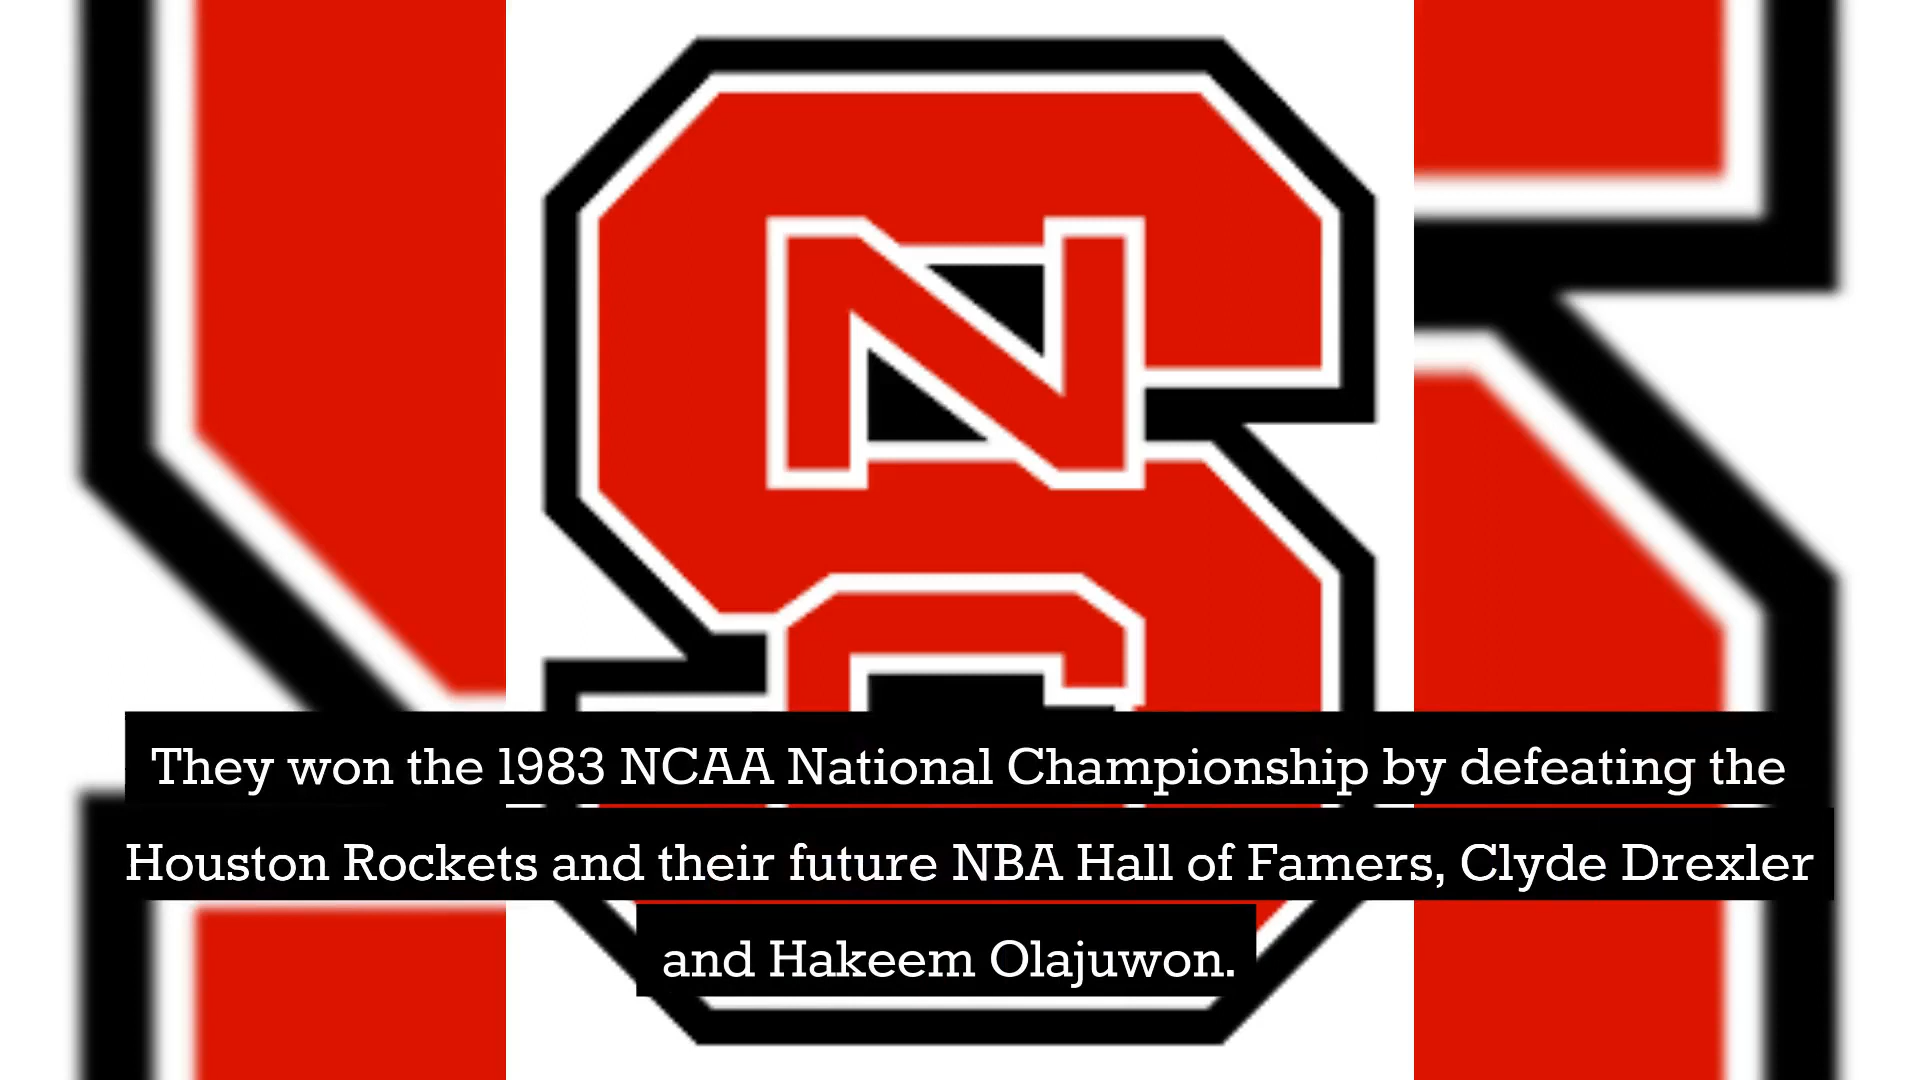 N
They won the 1983 NCAA National Championship by defeating the
Houston Rockets and their future NBA Hall of Famers, Clyde Drexler
and Hakeem Olajuwon.